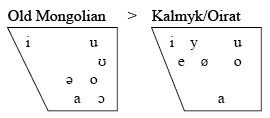 Old Mongolian > Kalmyk/Oirat
i u i y u
ʊ e ø o
ə o
a ɔ a